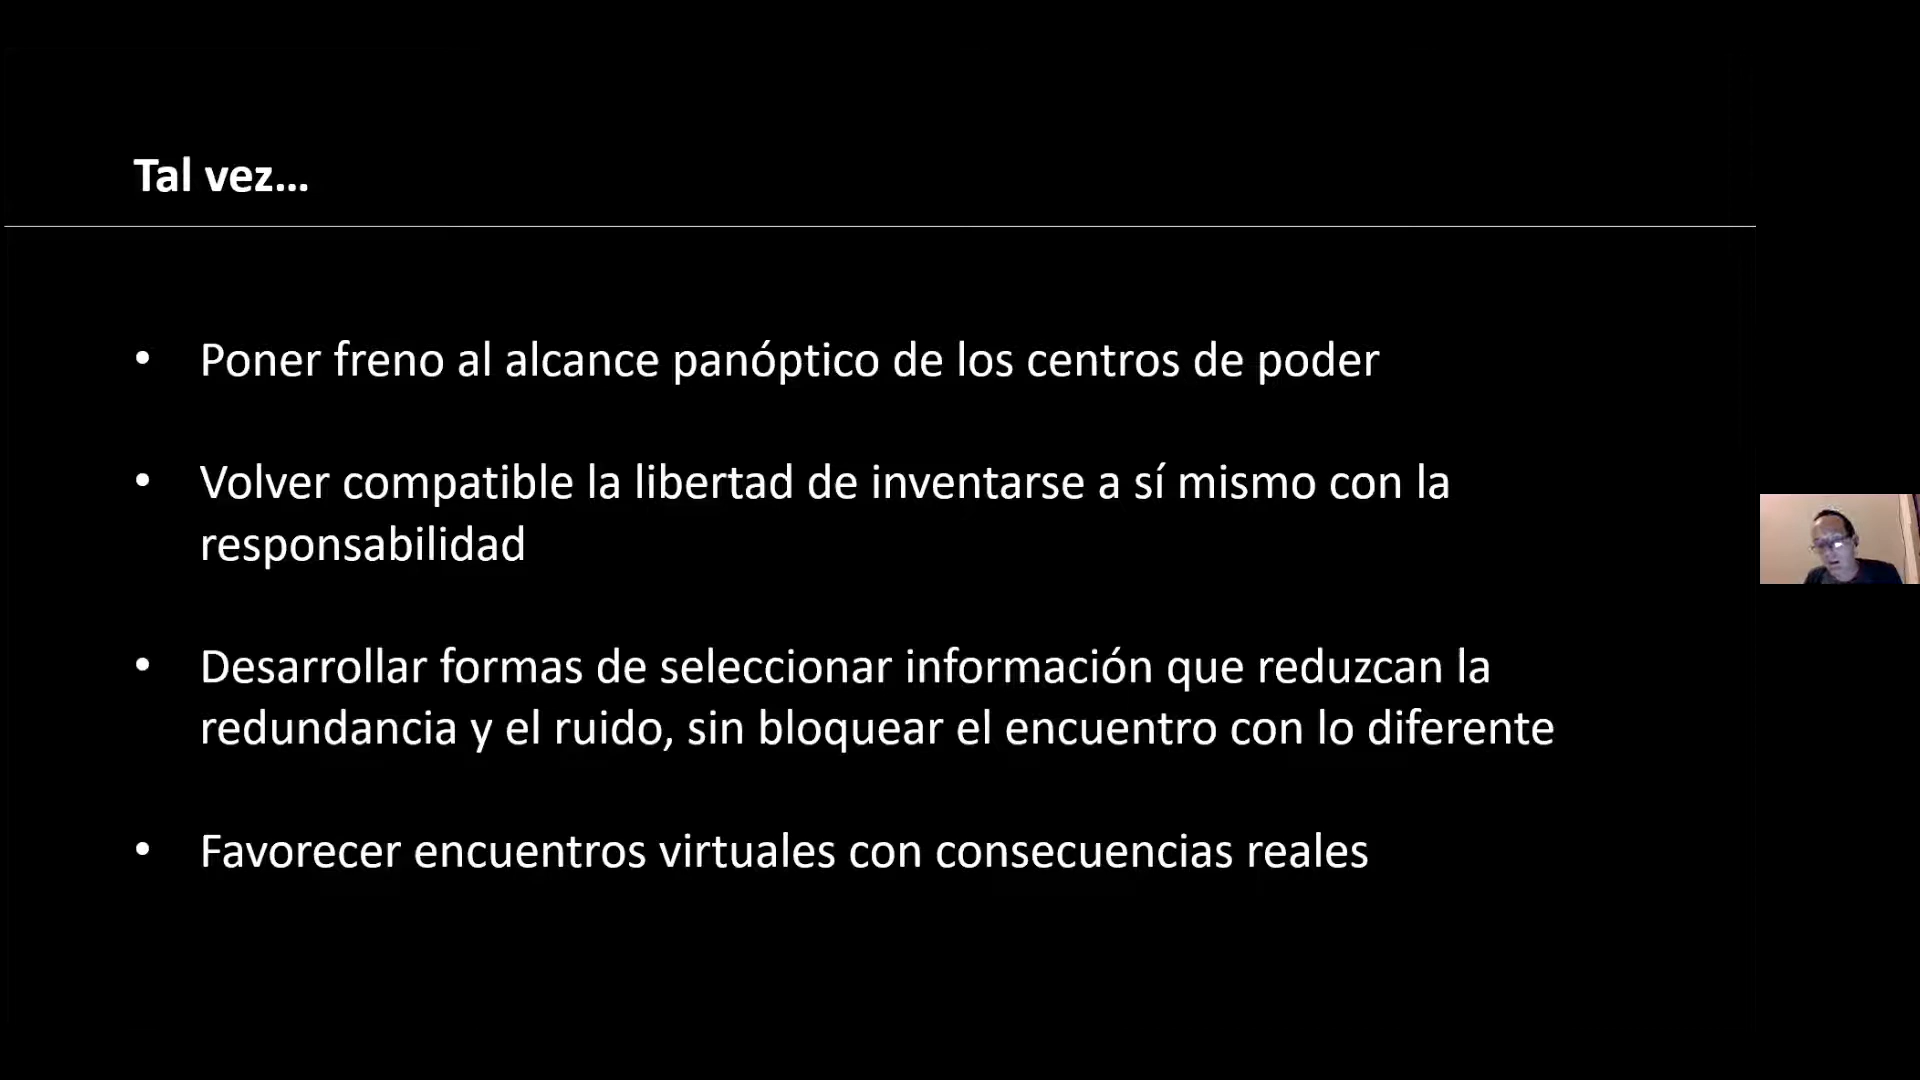 Tal vez...
• Poner freno al alcance panóptico de los centros de poder
• Volver compatible la libertad de inventarse a sí mismo con la
responsabilidad
• Desarrollar formas de seleccionar información que reduzcan la
redundancia y el ruido, sin bloquear el encuentro con lo diferente
• Favorecer encuentros virtuales con consecuencias reales